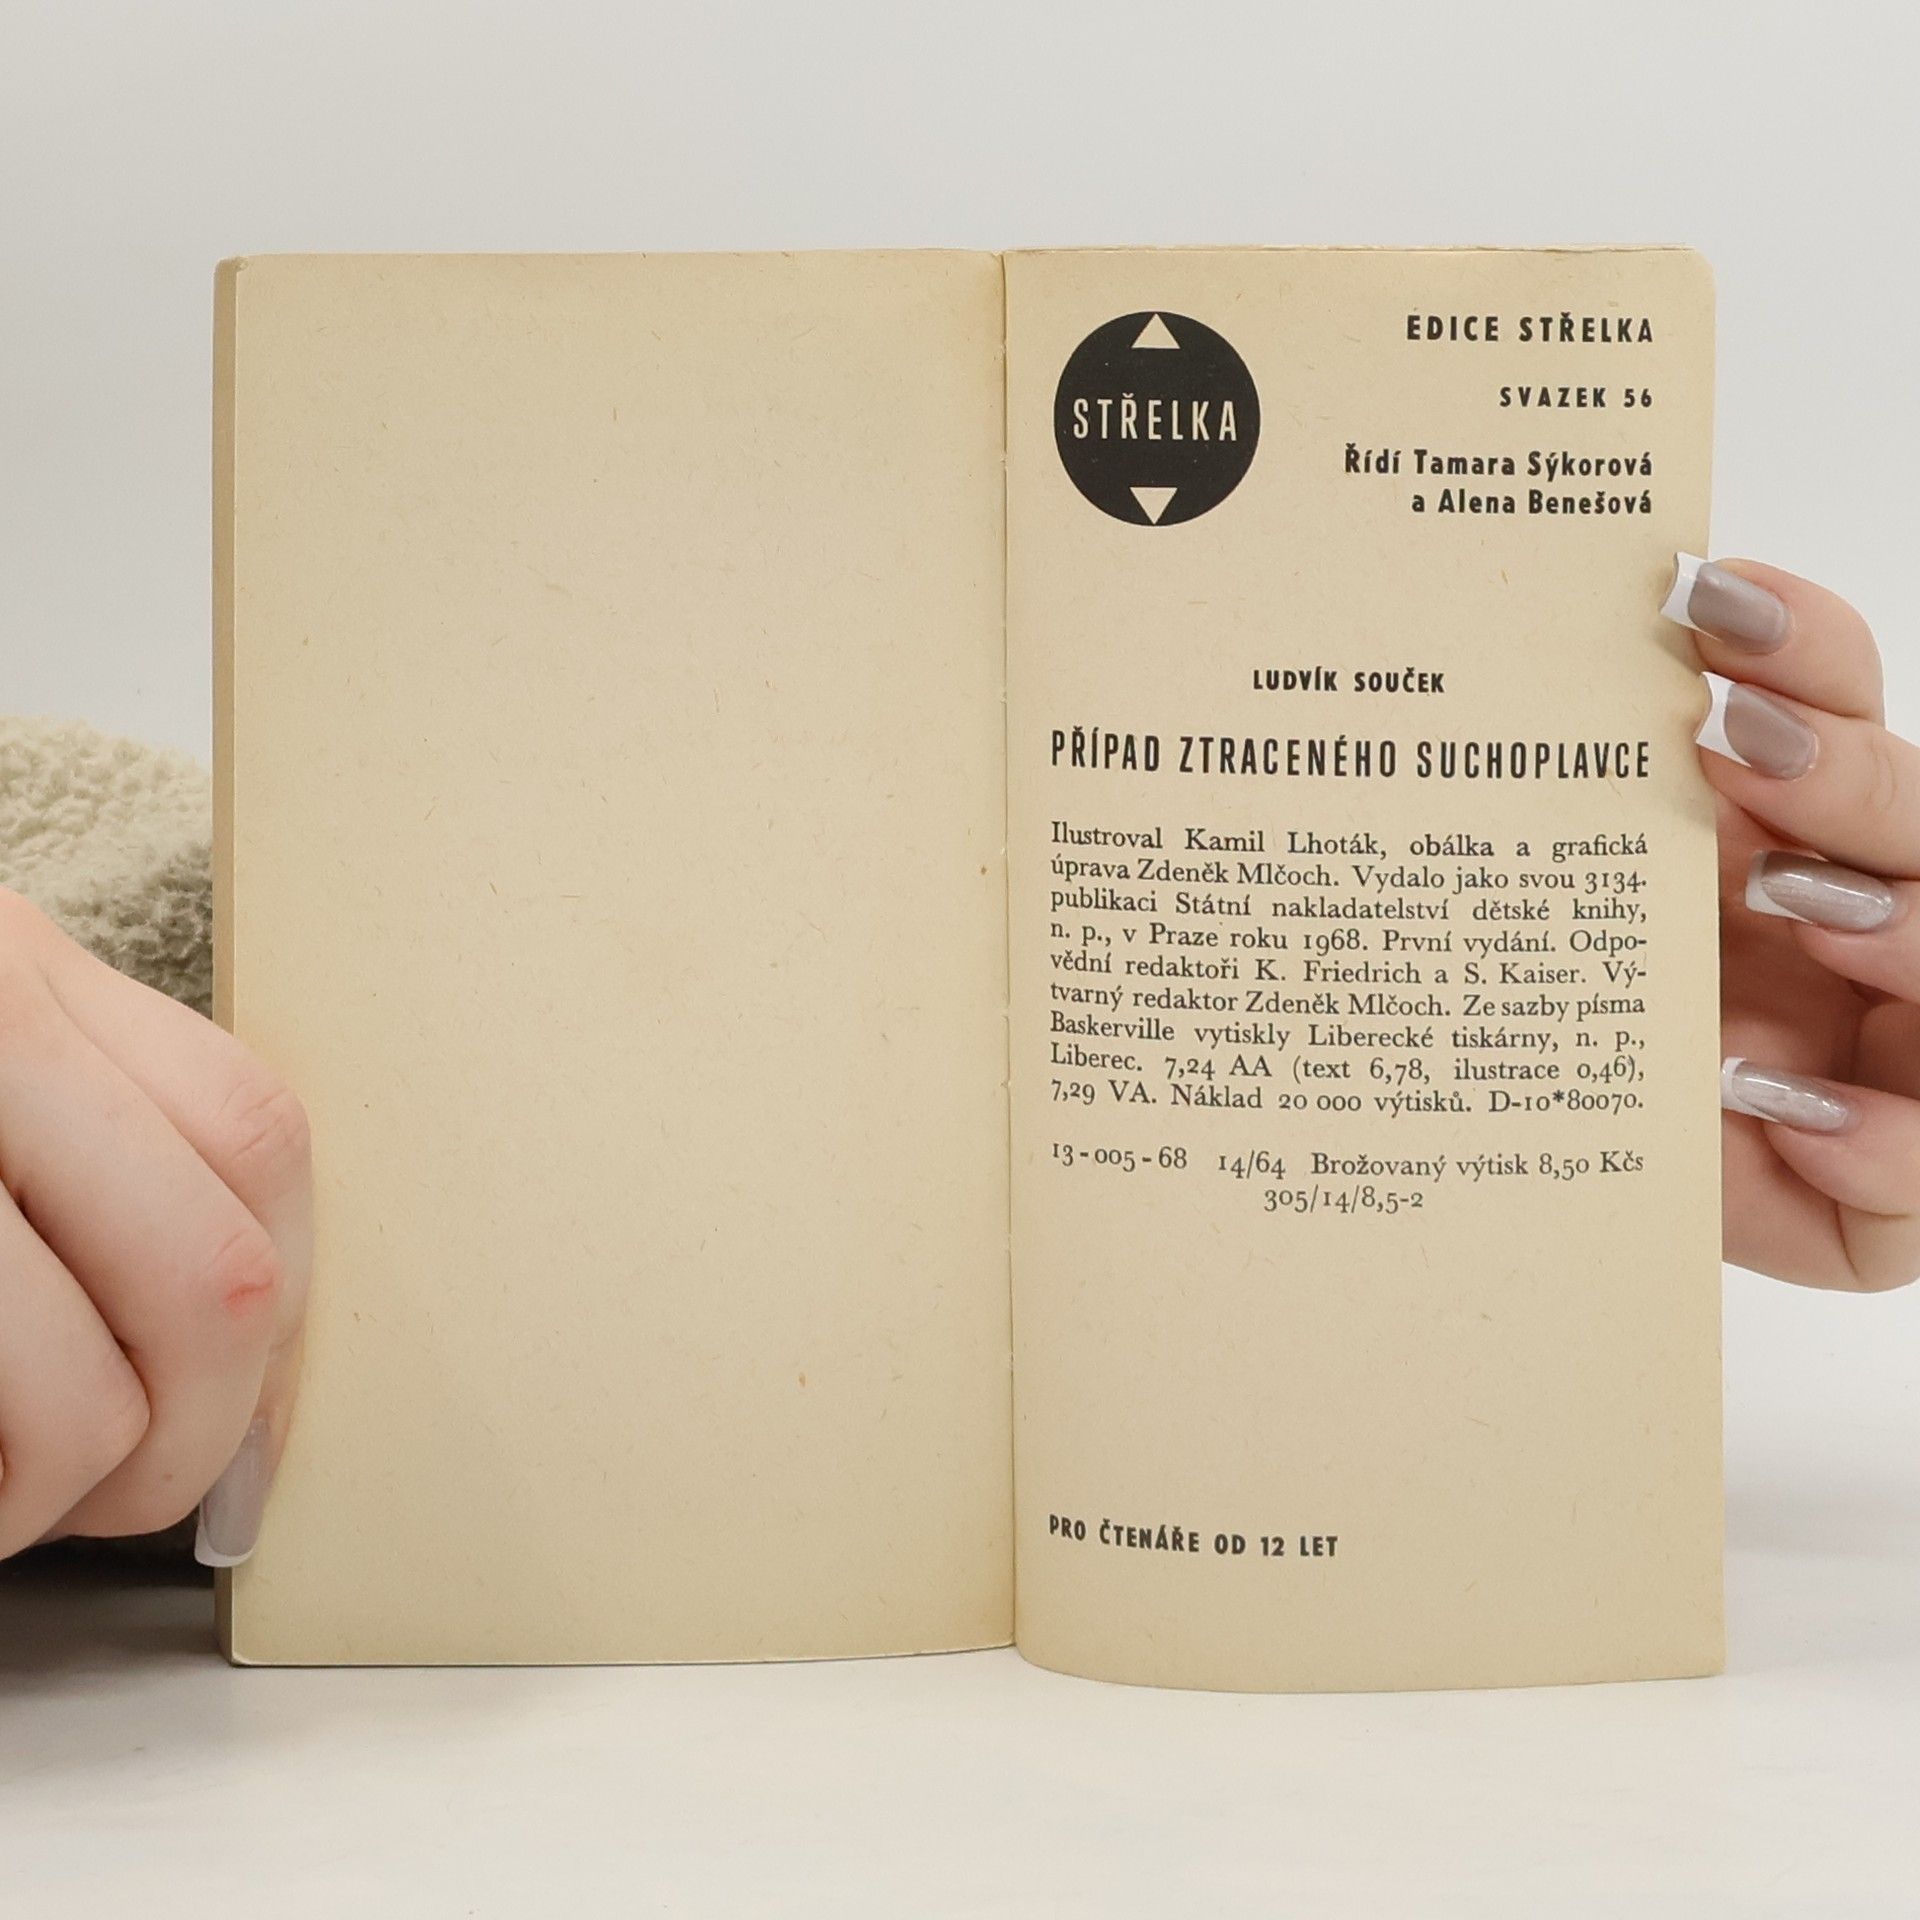 STŘELKA
EDICE STŘELKA
SVAZEK 56
Řídí Tamara Sýkorová
a Alena Benešová
LUDVÍK SOUČEK
PŘÍPAD ZTRACENÉHO SUCHOPLAVCE
Ilustroval Kamil Lhoták, obálka a grafická
úprava Zdeněk Mlčoch. Vydalo jako svou 3134.
publikaci Státní nakladatelství dětské knihy,
n. p., v Praze roku 1968. První vydání. Odpo-
vědní redaktoři K. Friedrich a S. Kaiser. Vý-
tvarný redaktor Zdeněk Mlčoch. Ze sazby písma
Baskerville vytiskly Liberecké tiskárny, n. p.,
Liberec. 7,24 AA (text 6,78, ilustrace 0,46),
7,29 VA. Náklad 20 000 výtisků. D-10*80070.
13-005-68 14/64 Brožovaný výtisk 8,50 Kčs
305/14/8,5-2
PRO ČTENÁŘE OD 12 LET